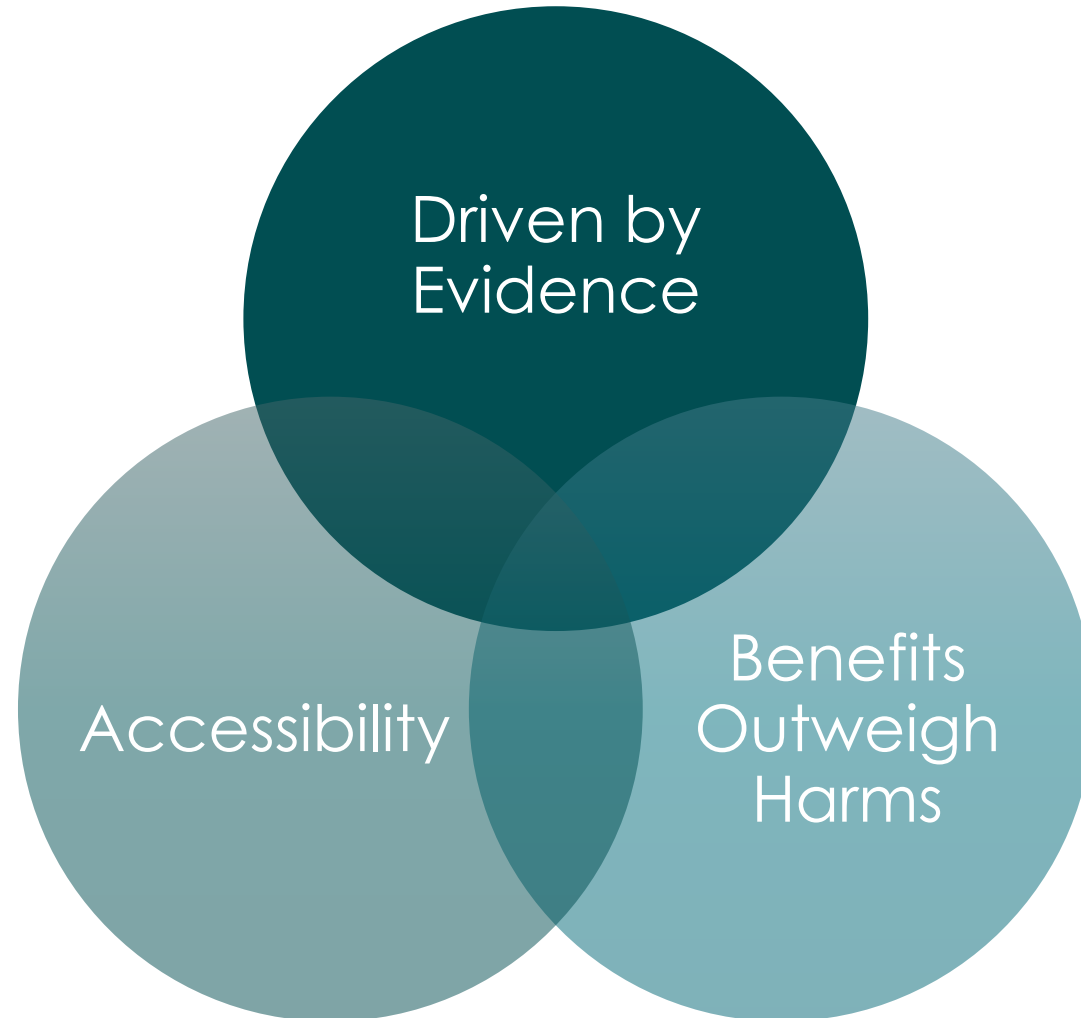 Driven by
Evidence
Accessibility
Benefits
Outweigh
Harms